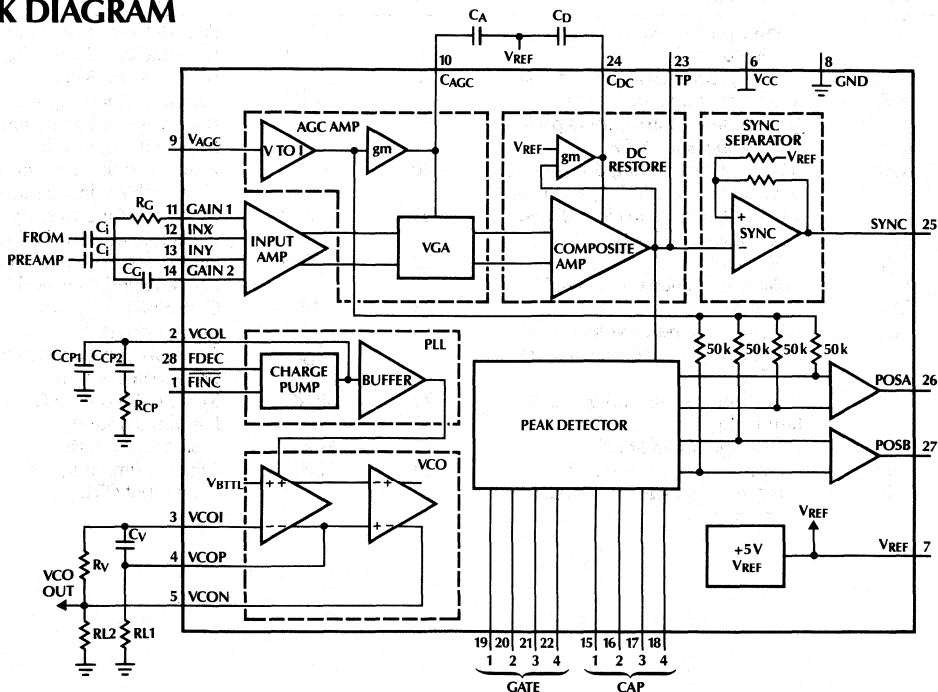 K DIAGRAM
CA
CD
VREF
10
CAGC
24
CDC
23
TP
6
VCC
8
GND
9 VAGC
AGC AMP
V TO I
gm
VREF
gm
DC
RESTORE
SYNC
SEPARATOR
VREF
+
SYNC
−
SYNC 25
RG
11 GAIN 1
FROM
Ci
12 INX
PREAMP
Ci
13 INY
CG
14 GAIN 2
INPUT
AMP
VGA
COMPOSITE
AMP
2 VCOL
CCP1
CCP2
28 FDEC
1 FINC
RCP
PLL
CHARGE
PUMP
BUFFER
50k
50k
50k
50k
PEAK DETECTOR
POSA 26
POSB 27
VCO
VBTTL
+ +
− −
− +
+ −
3 VCOI
CV
4 VCOP
RV
VCO
OUT
5 VCON
RL2
RL1
+5V
VREF
VREF
VREF 7
19 20 21 22 15 16 17 18
1 2 3 4 1 2 3 4
GATE CAP